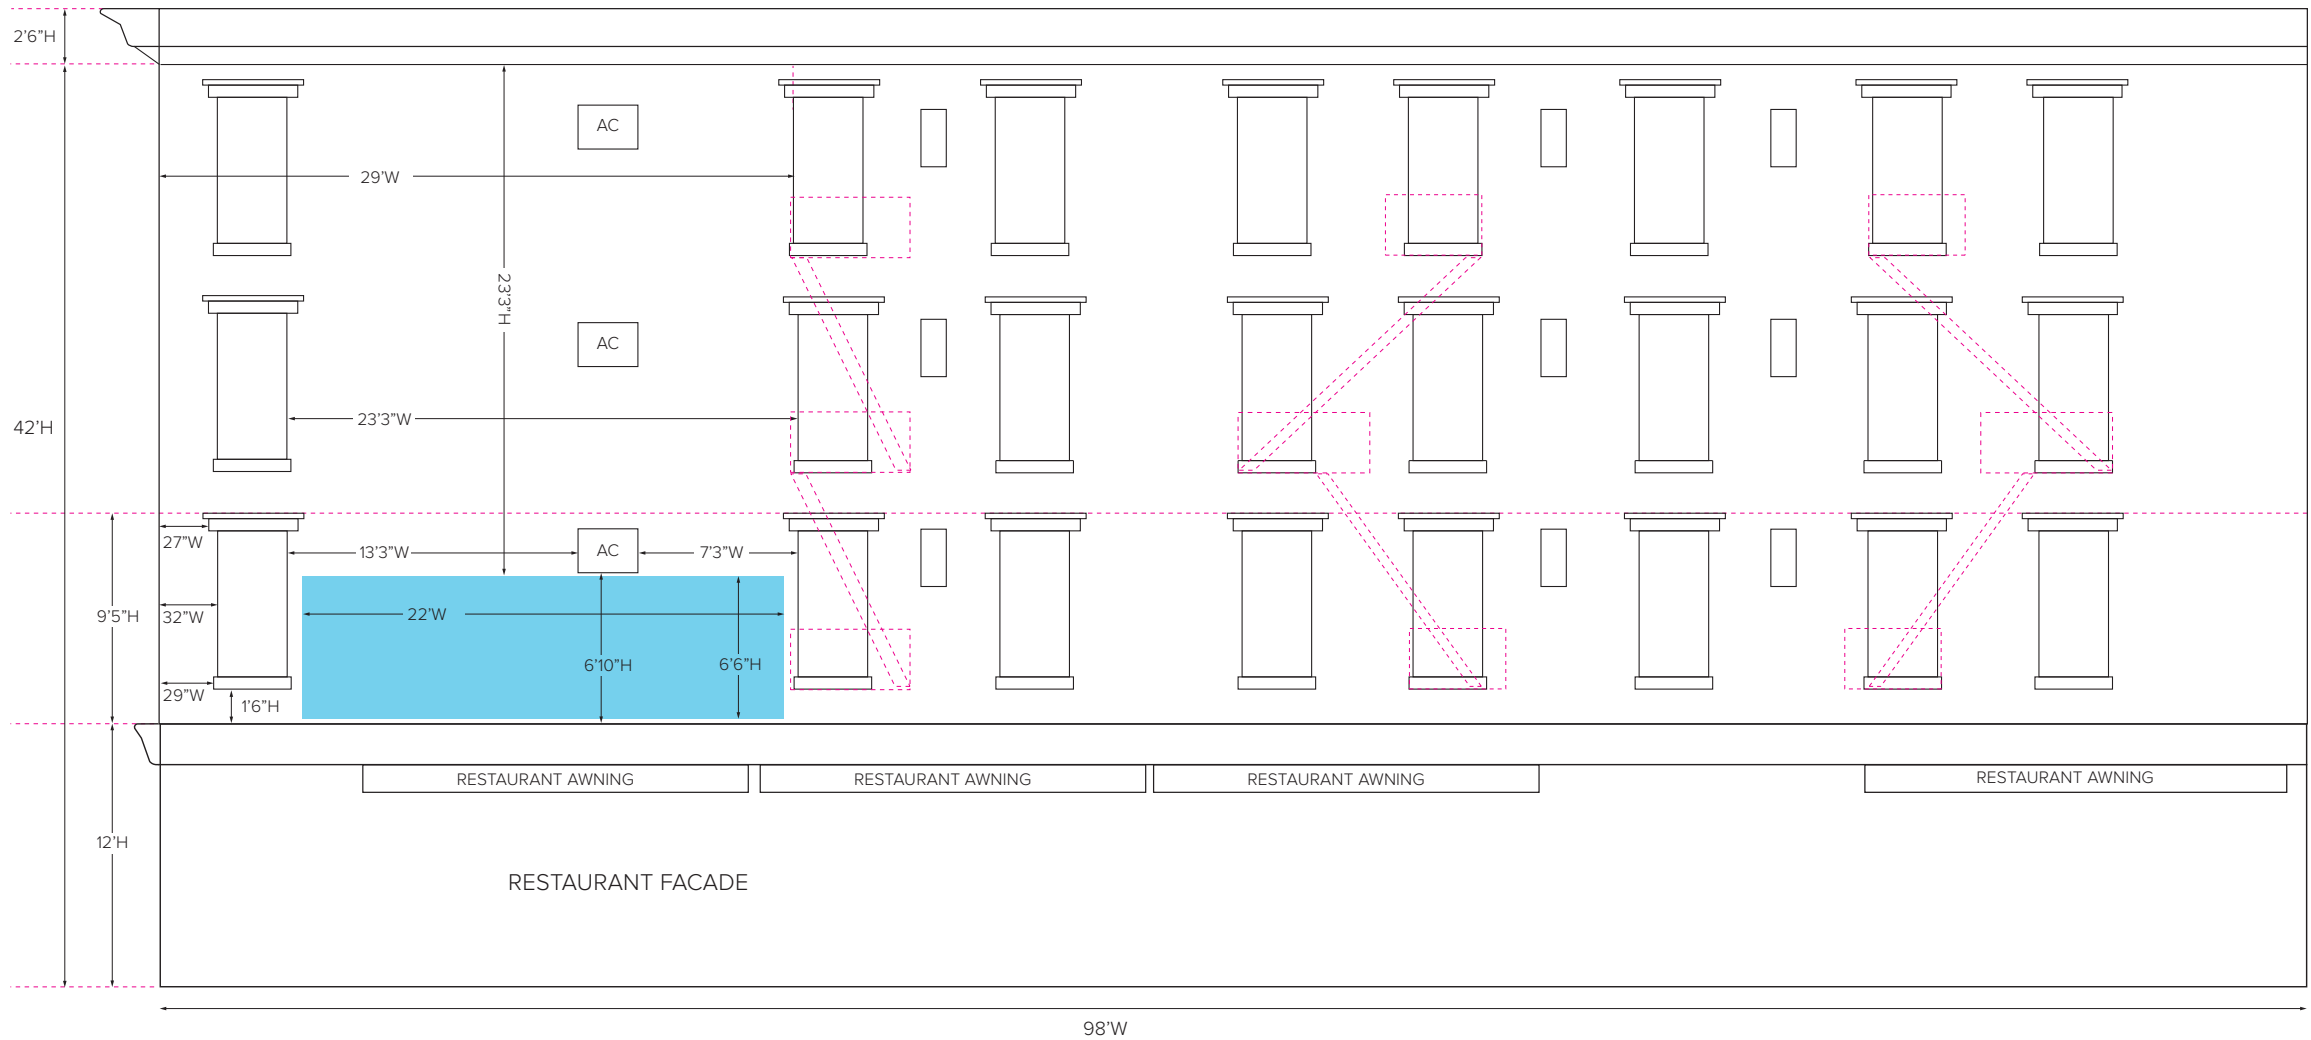 2’6”H
AC
29’W
23’3”H
AC
23’3”W
42’H
27”W
13’3”W
AC
7’3”W
9’5”H
32”W
22’W
6’10”H
6’6”H
29”W
1’6”H
RESTAURANT AWNING
RESTAURANT AWNING
RESTAURANT AWNING
RESTAURANT AWNING
12’H
RESTAURANT FACADE
98’W